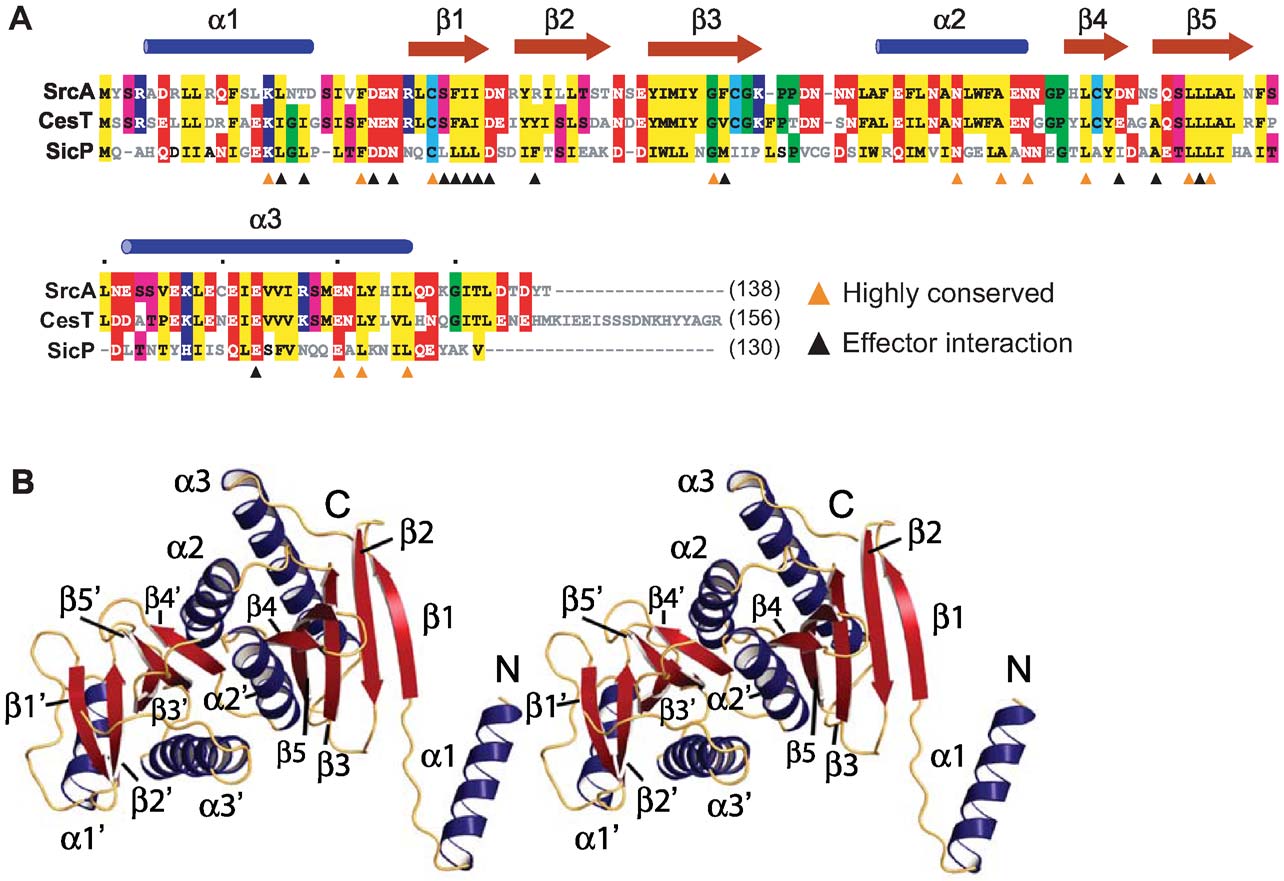 A
α1 β1 β2 β3 α2 β4 β5
SrcA MYSRADRLLRQFSLKLNTDSIVFDENRLCSFIIDNRYRILLTSTNSEYIMIYGFCGK-PPDN-NNLAFEFLNANLWFAENNGPHLCYDNNSQSLLLALNFS
CesT MSSRSELLLDRFAEKIGIGSISFNENRLCSFAIDEIYYISLSDANDEYMMIYGVCGKFPTDN-SNFALEILNANLWFAENGGPYLCYEAGAQSLLLALRFP
SicP MQ-AHQDIIANIGEKLGLP-LTFDDNNQCLLLLDSDIFTSIEAKD-DIWLLNGMIIPLSPVCGDSIWRQIMVINGELAANNEGTLAYIDAAETLLLIHAIT
α3
SrcA LNESSVEKLECEIEVVIRSMENLYHILQDKGITLDTDYT--------------- (138)
CesT LDDATPEKLENEIEVVVKSMENLYLVLHNQGITLENEHMKIEEISSSDNKHYYAGR (156)
SicP -DLTNTYHIISQLESFVNQQEALKNILQEYAKV-------------------- (130)
Highly conserved
Effector interaction
B
α3 C β2 α2 β5’ β4’ β4 β1 N β1’ β3’ α2’ β5 β3 α1 β2’ α3’ α1’
α3 C β2 α2 β5’ β4’ β4 β1 N β1’ β3’ α2’ β5 β3 α1 β2’ α3’ α1’